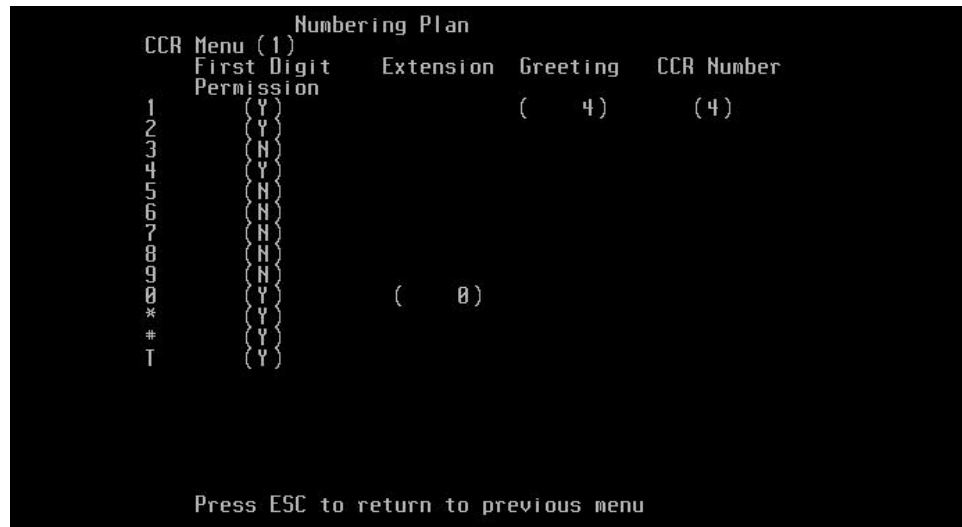 Numbering Plan
CCR Menu (1)
First Digit Extension Greeting CCR Number
Permission
1 (Y) ( 4) (4)
2 (Y)
3 (N)
4 (Y)
5 (N)
6 (N)
7 (N)
8 (N)
9 (N)
0 (Y) ( 0)
* (Y)
# (Y)
T (Y)
Press ESC to return to previous menu